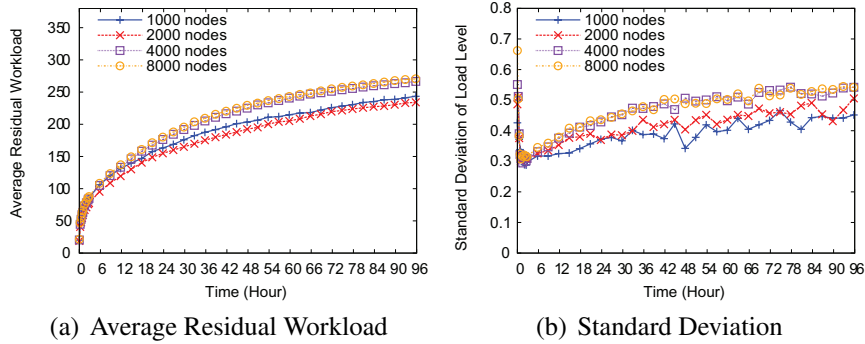 350
300
250
200
150
100
50
0
Average Residual Workload
1000 nodes
2000 nodes
4000 nodes
8000 nodes
0 6 12 18 24 30 36 42 48 54 60 66 72 78 84 90 96
Time (Hour)
(a) Average Residual Workload
0.8
0.7
0.6
0.5
0.4
0.3
0.2
0.1
0
Standard Deviation of Load Level
1000 nodes
2000 nodes
4000 nodes
8000 nodes
0 6 12 18 24 30 36 42 48 54 60 66 72 78 84 90 96
Time (Hour)
(b) Standard Deviation